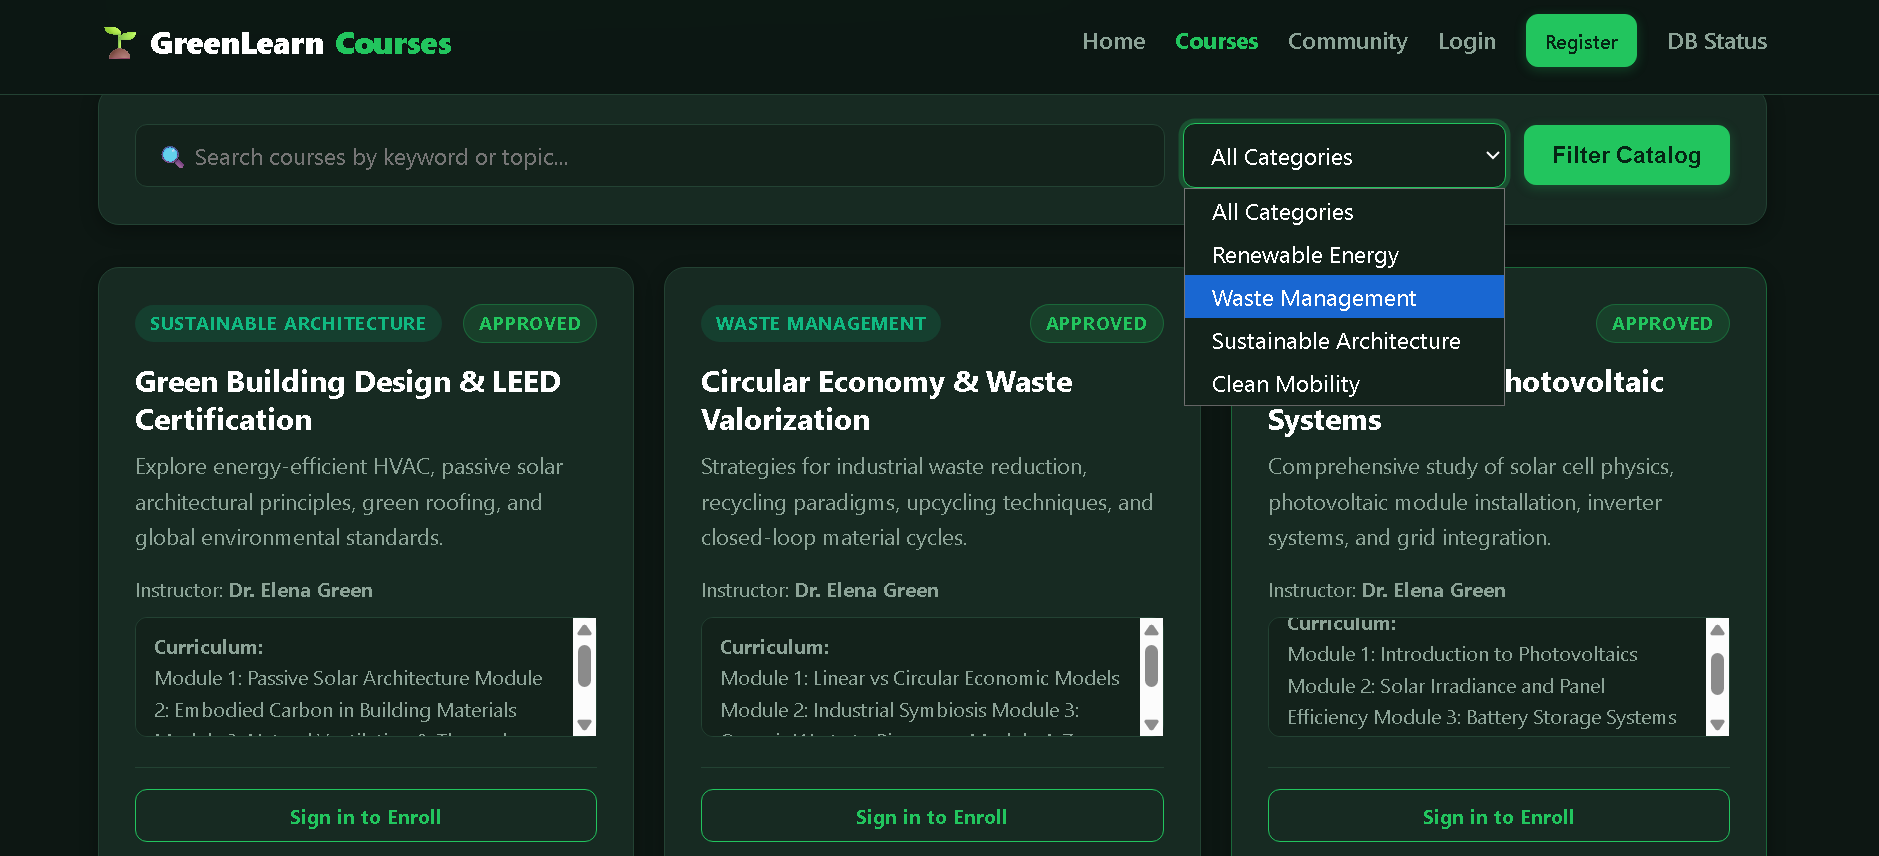 GreenLearn Courses
Home Courses Community Login Register DB Status
Search courses by keyword or topic...
All Categories
Filter Catalog
All Categories
Renewable Energy
Waste Management
Sustainable Architecture
Clean Mobility
SUSTAINABLE ARCHITECTURE
APPROVED
Green Building Design & LEED
Certification
Explore energy-efficient HVAC, passive solar
architectural principles, green roofing, and
global environmental standards.
Instructor: Dr. Elena Green
Curriculum:
Module 1: Passive Solar Architecture Module
2: Embodied Carbon in Building Materials
Sign in to Enroll
WASTE MANAGEMENT
APPROVED
Circular Economy & Waste
Valorization
Strategies for industrial waste reduction,
recycling paradigms, upcycling techniques, and
closed-loop material cycles.
Instructor: Dr. Elena Green
Curriculum:
Module 1: Linear vs Circular Economic Models
Module 2: Industrial Symbiosis Module 3:
Sign in to Enroll
APPROVED
hotovoltaic
Systems
Comprehensive study of solar cell physics,
photovoltaic module installation, inverter
systems, and grid integration.
Instructor: Dr. Elena Green
Curriculum:
Module 1: Introduction to Photovoltaics
Module 2: Solar Irradiance and Panel
Efficiency Module 3: Battery Storage Systems
Sign in to Enroll